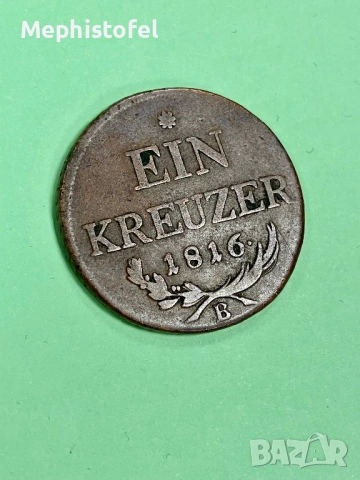 Mephistofel
EIN
KREUZER
1816.
B
BAZAR